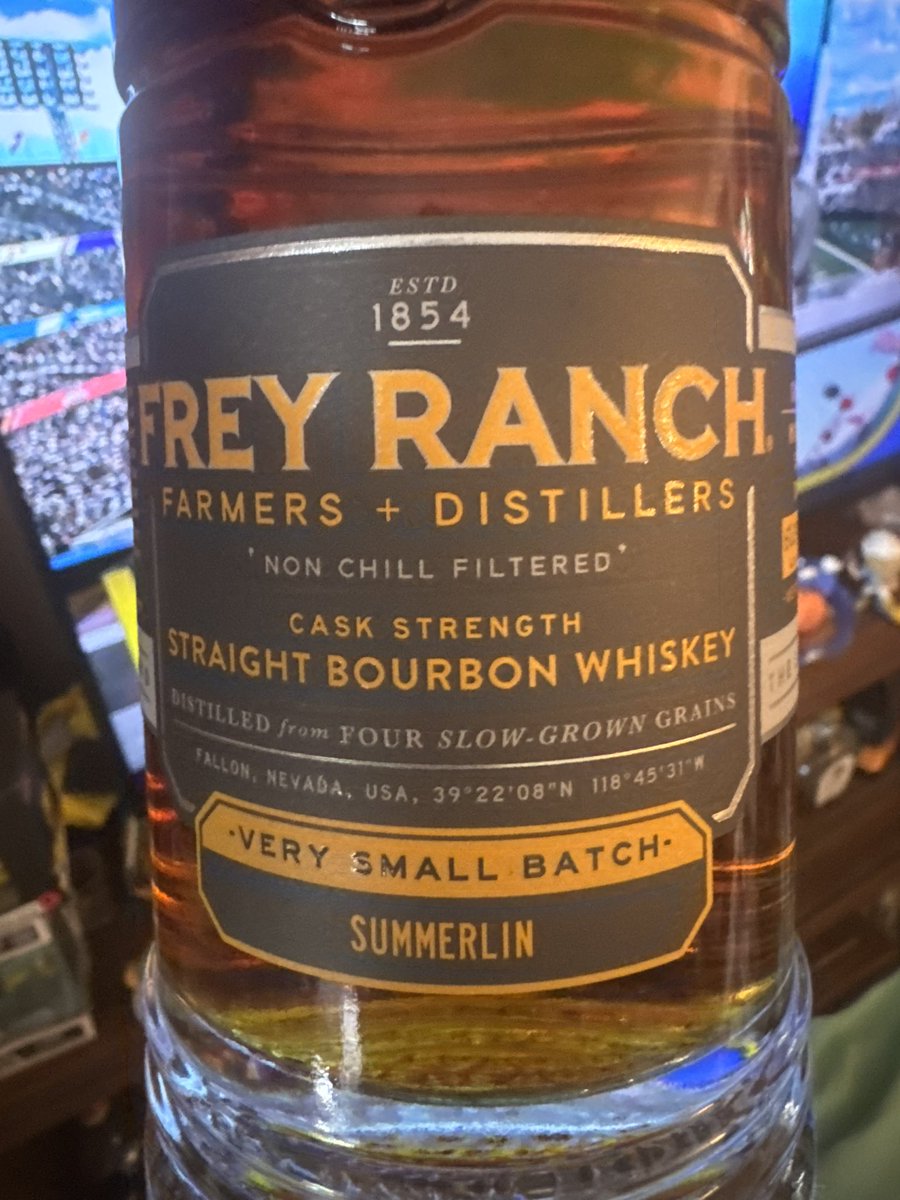 ESTD
1854
FREY RANCH®
FARMERS + DISTILLERS
'NON CHILL FILTERED'
CASK STRENGTH
STRAIGHT BOURBON WHISKEY
DISTILLED from FOUR SLOW-GROWN GRAINS
FALLON, NEVADA, USA, 39°22'08"N 118°45'31"W
·VERY SMALL BATCH·
SUMMERLIN